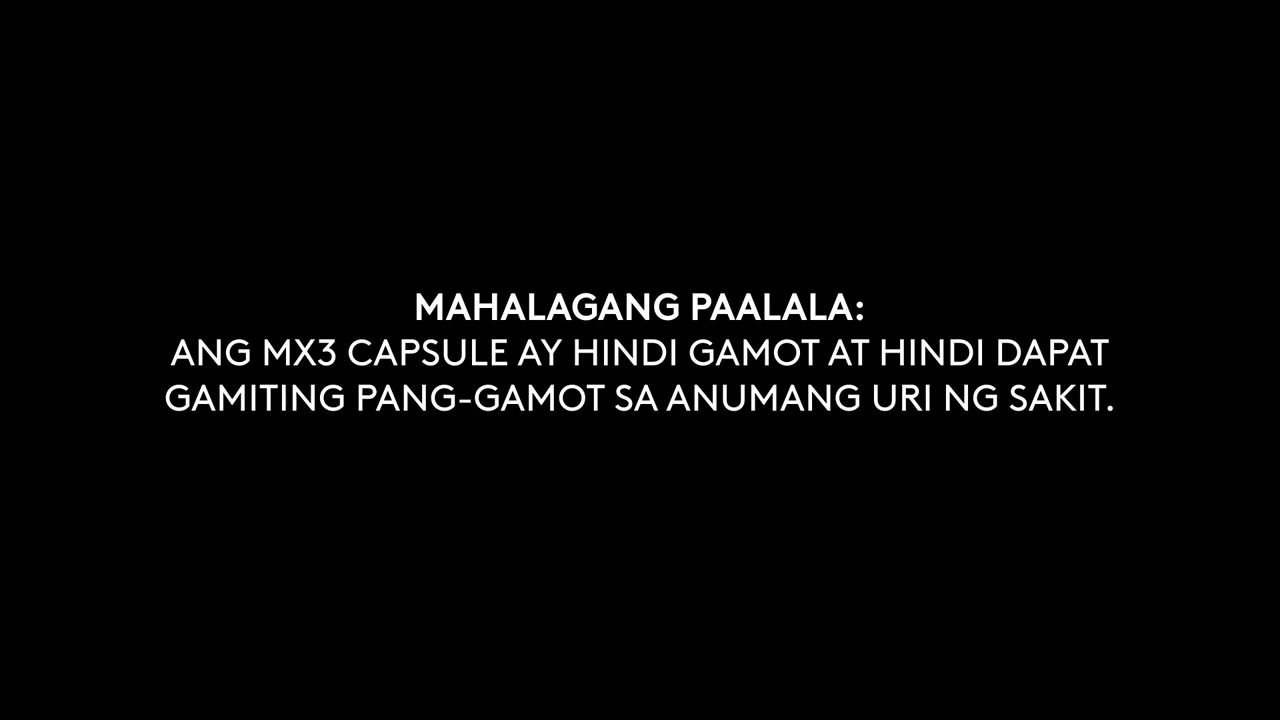 MAHALAGANG PAALALA:
ANG MX3 CAPSULE AY HINDI GAMOT AT HINDI DAPAT
GAMITING PANG-GAMOT SA ANUMANG URI NG SAKIT.